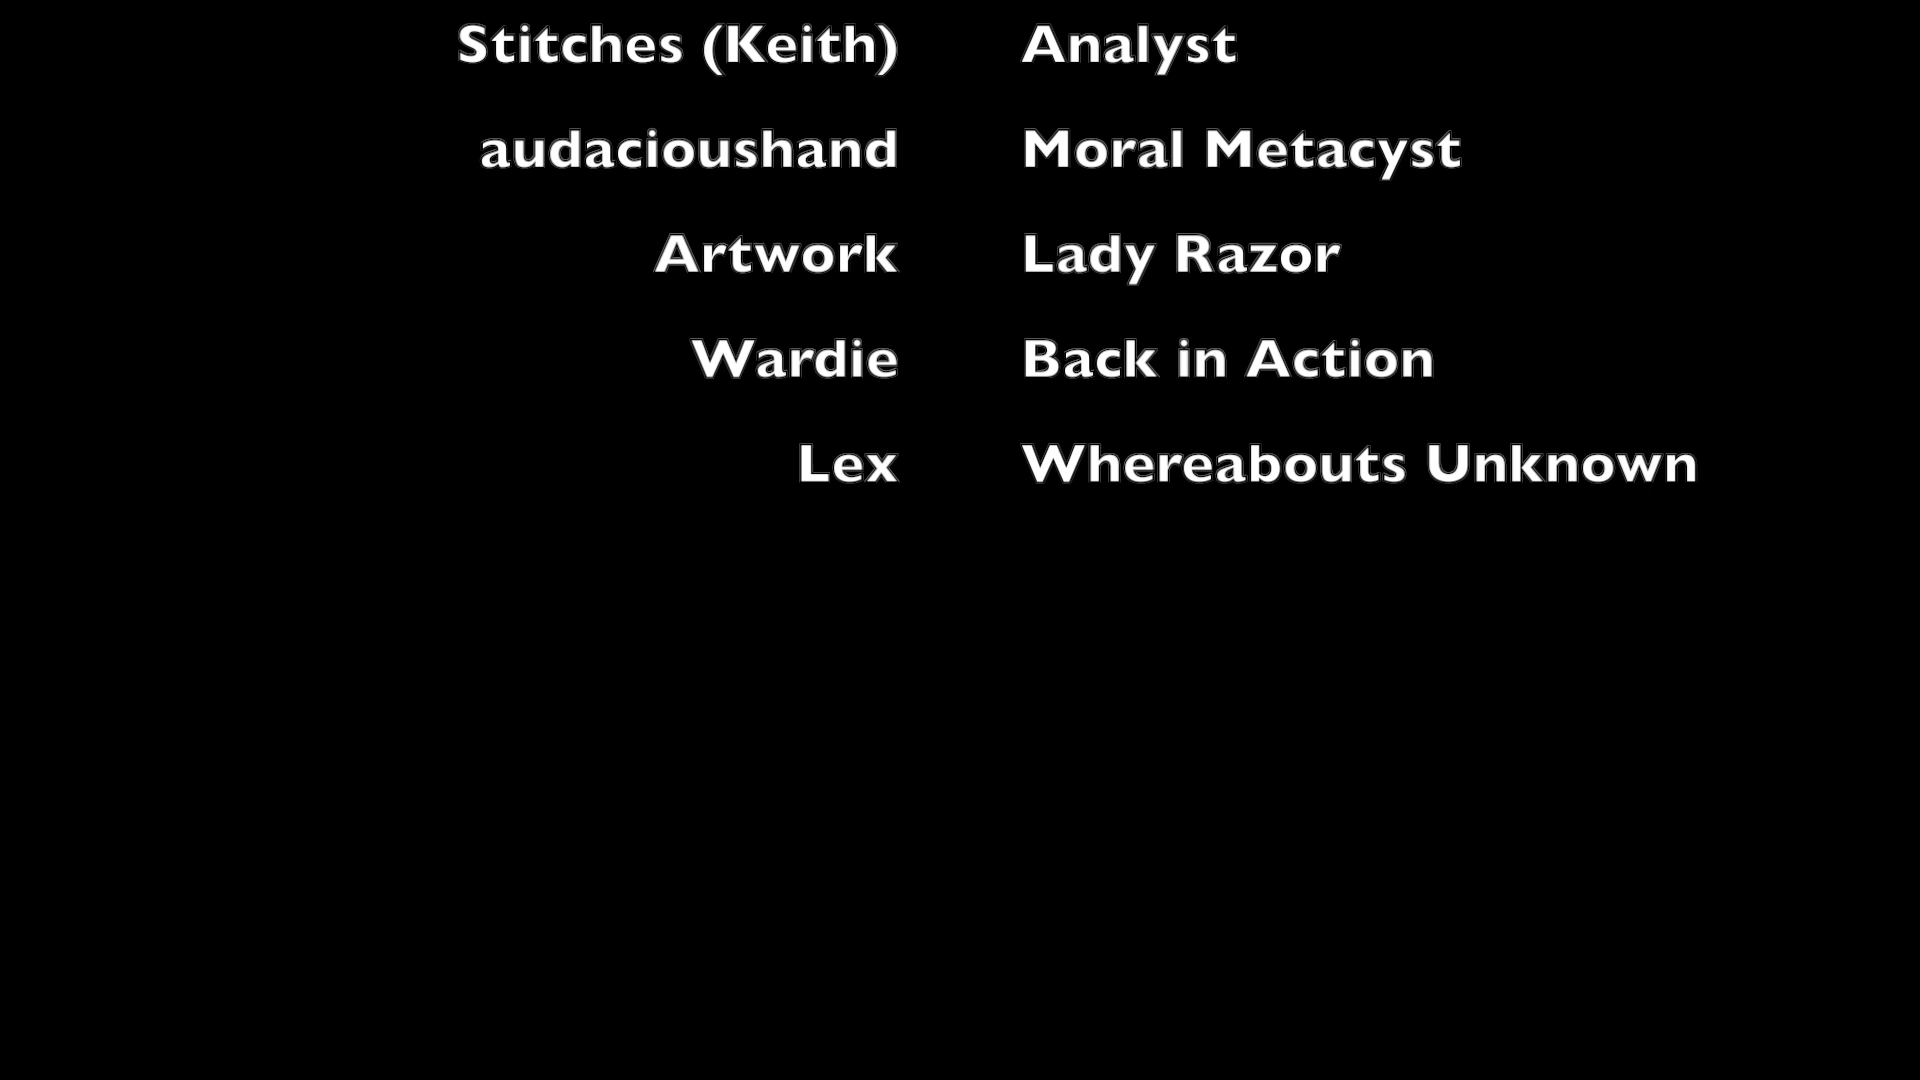 Stitches (Keith) Analyst
audacioushand Moral Metacyst
Artwork Lady Razor
Wardie Back in Action
Lex Whereabouts Unknown